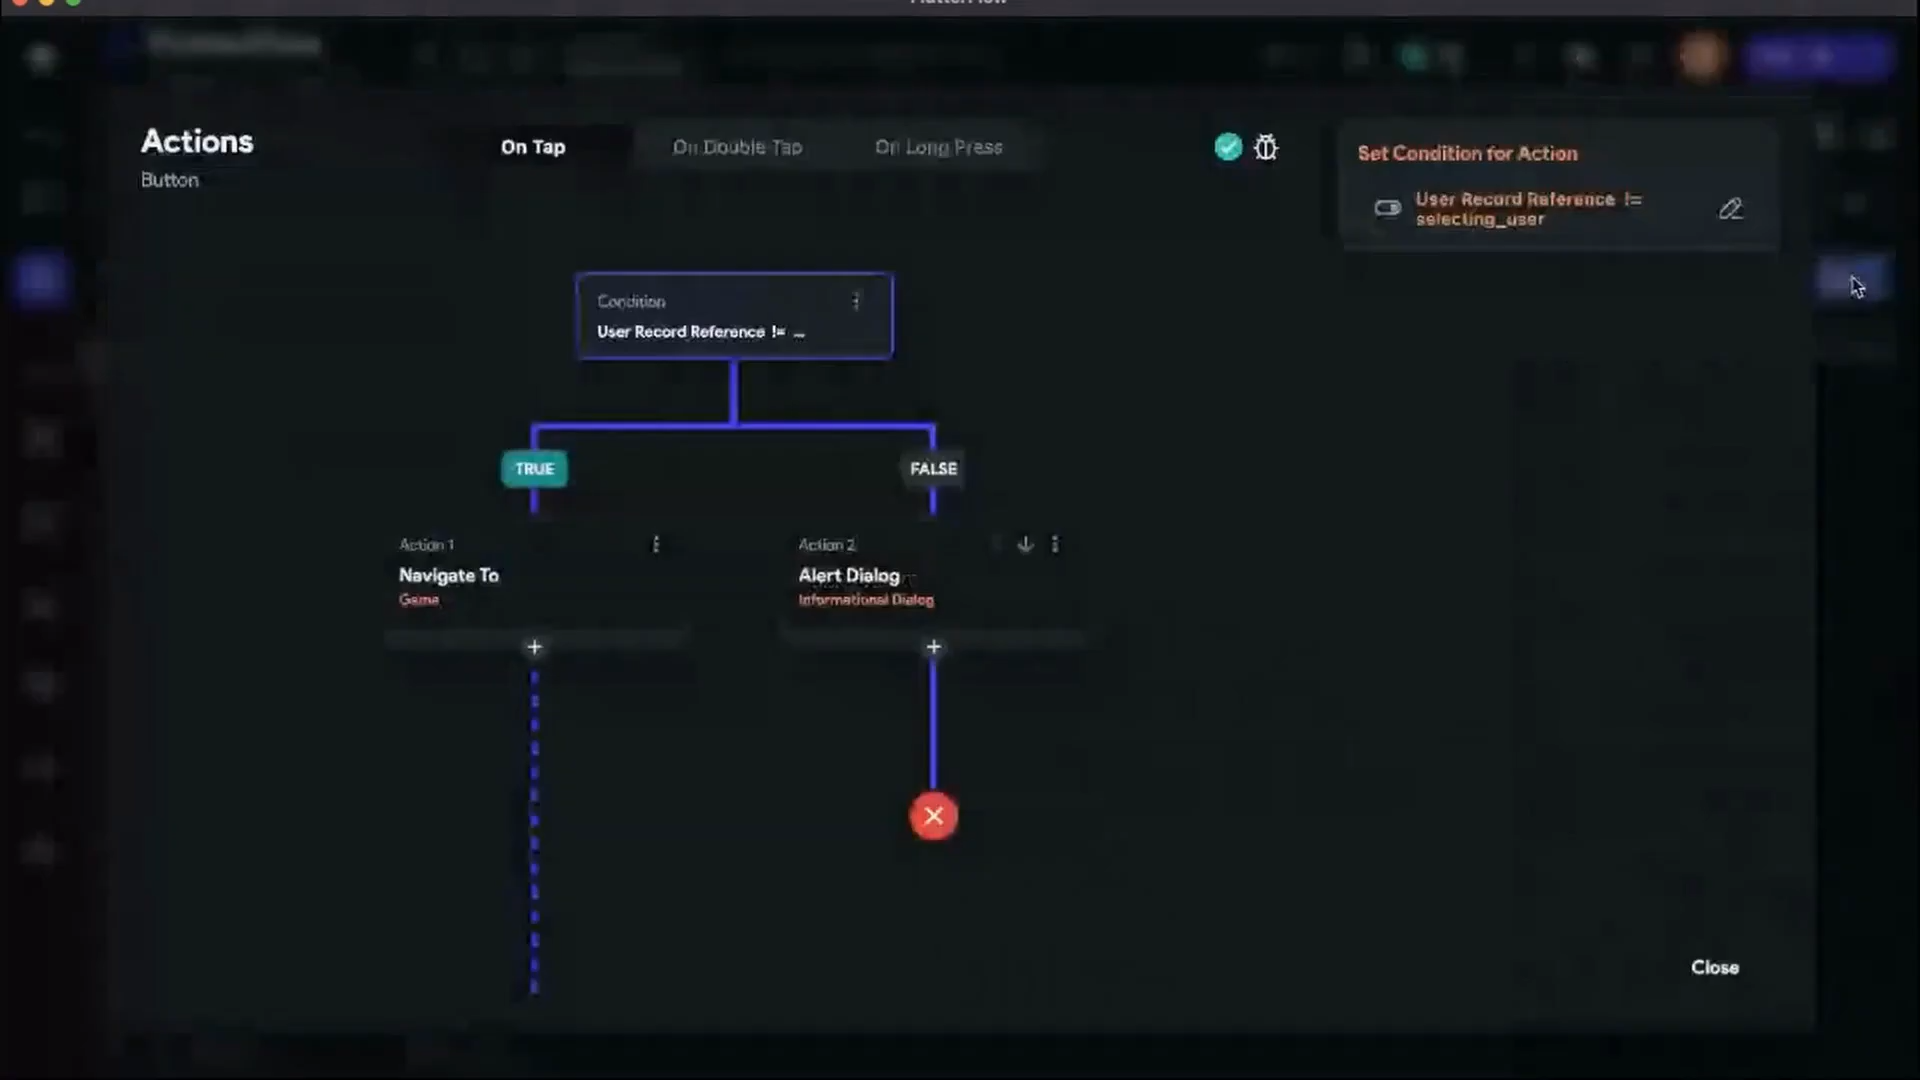 Actions
Button
On Tap
On Double Tap
On Long Press
Set Condition for Action
User Record Reference !=
selecting_user
Condition
User Record Reference != ...
TRUE
FALSE
Action 1
Navigate To
Game
Action 2
Alert Dialog
Informational Dialog
Close